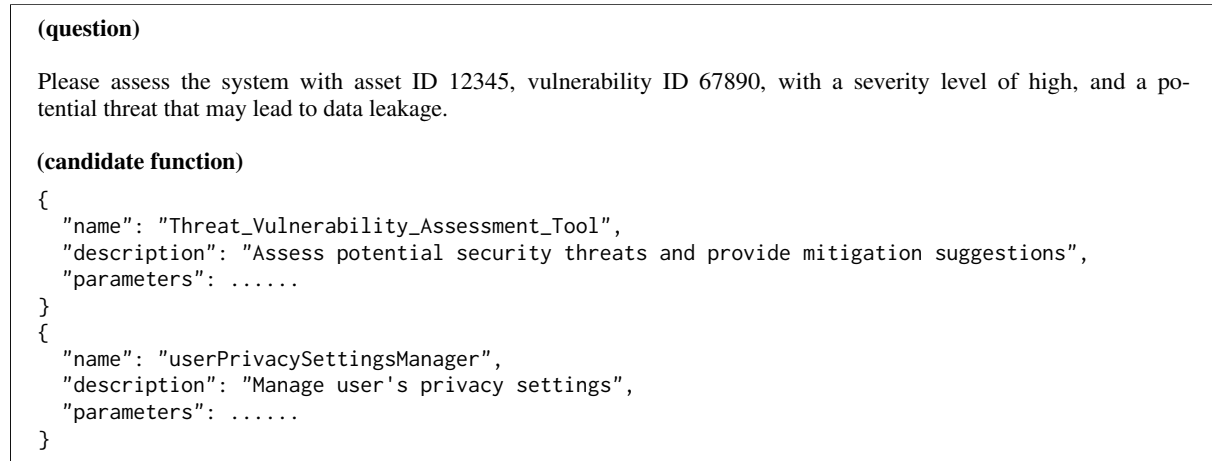 (question)
Please assess the system with asset ID 12345, vulnerability ID 67890, with a severity level of high, and a po-
tential threat that may lead to data leakage.
(candidate function)
{
  "name": "Threat_Vulnerability_Assessment_Tool",
  "description": "Assess potential security threats and provide mitigation suggestions",
  "parameters": ......
}
{
  "name": "userPrivacySettingsManager",
  "description": "Manage user's privacy settings",
  "parameters": ......
}